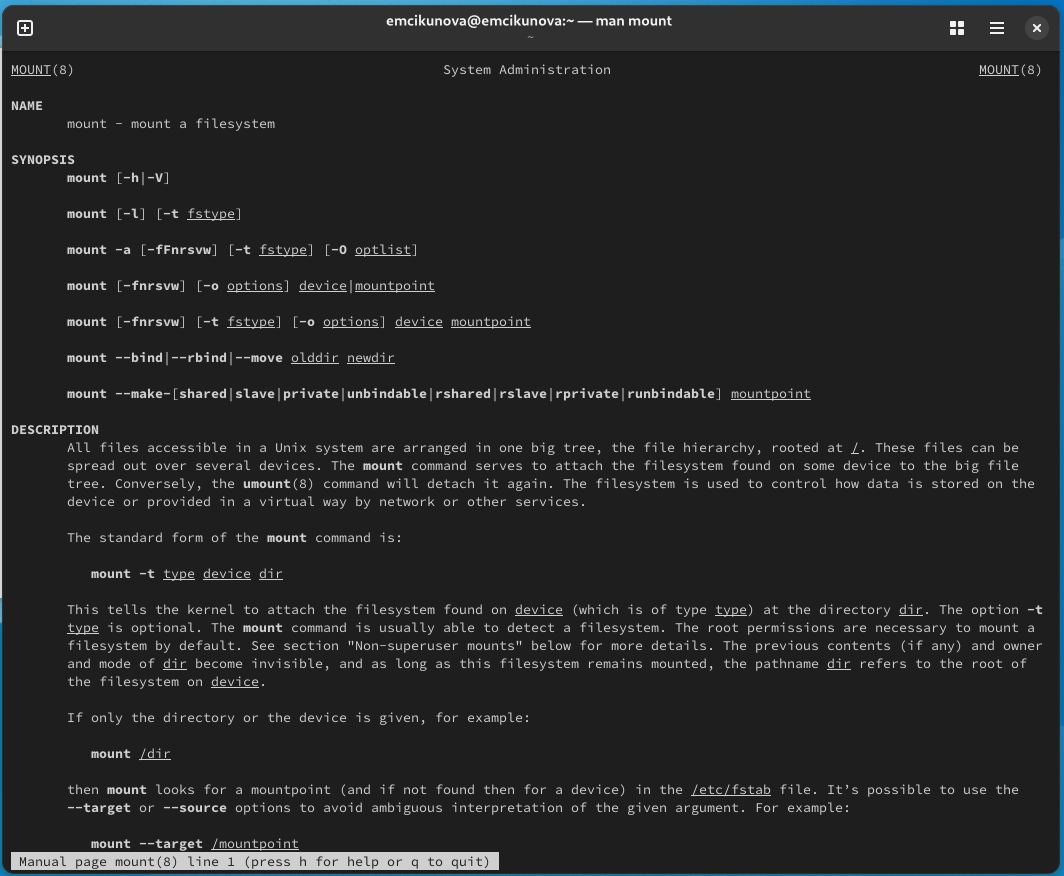 emcikunova@emcikunova:~ — man mount
~
MOUNT(8) System Administration MOUNT(8)
NAME
mount - mount a filesystem
SYNOPSIS
mount [-h|-V]
mount [-l] [-t fstype]
mount -a [-fFnrsvw] [-t fstype] [-O optlist]
mount [-fnrsvw] [-o options] device|mountpoint
mount [-fnrsvw] [-t fstype] [-o options] device mountpoint
mount --bind|--rbind|--move olddir newdir
mount --make-[shared|slave|private|unbindable|rshared|rslave|rprivate|runbindable] mountpoint
DESCRIPTION
All files accessible in a Unix system are arranged in one big tree, the file hierarchy, rooted at /. These files can be
spread out over several devices. The mount command serves to attach the filesystem found on some device to the big file
tree. Conversely, the umount(8) command will detach it again. The filesystem is used to control how data is stored on the
device or provided in a virtual way by network or other services.
The standard form of the mount command is:
mount -t type device dir
This tells the kernel to attach the filesystem found on device (which is of type type) at the directory dir. The option -t
type is optional. The mount command is usually able to detect a filesystem. The root permissions are necessary to mount a
filesystem by default. See section "Non-superuser mounts" below for more details. The previous contents (if any) and owner
and mode of dir become invisible, and as long as this filesystem remains mounted, the pathname dir refers to the root of
the filesystem on device.
If only the directory or the device is given, for example:
mount /dir
then mount looks for a mountpoint (and if not found then for a device) in the /etc/fstab file. It’s possible to use the
--target or --source options to avoid ambiguous interpretation of the given argument. For example:
mount --target /mountpoint
Manual page mount(8) line 1 (press h for help or q to quit)